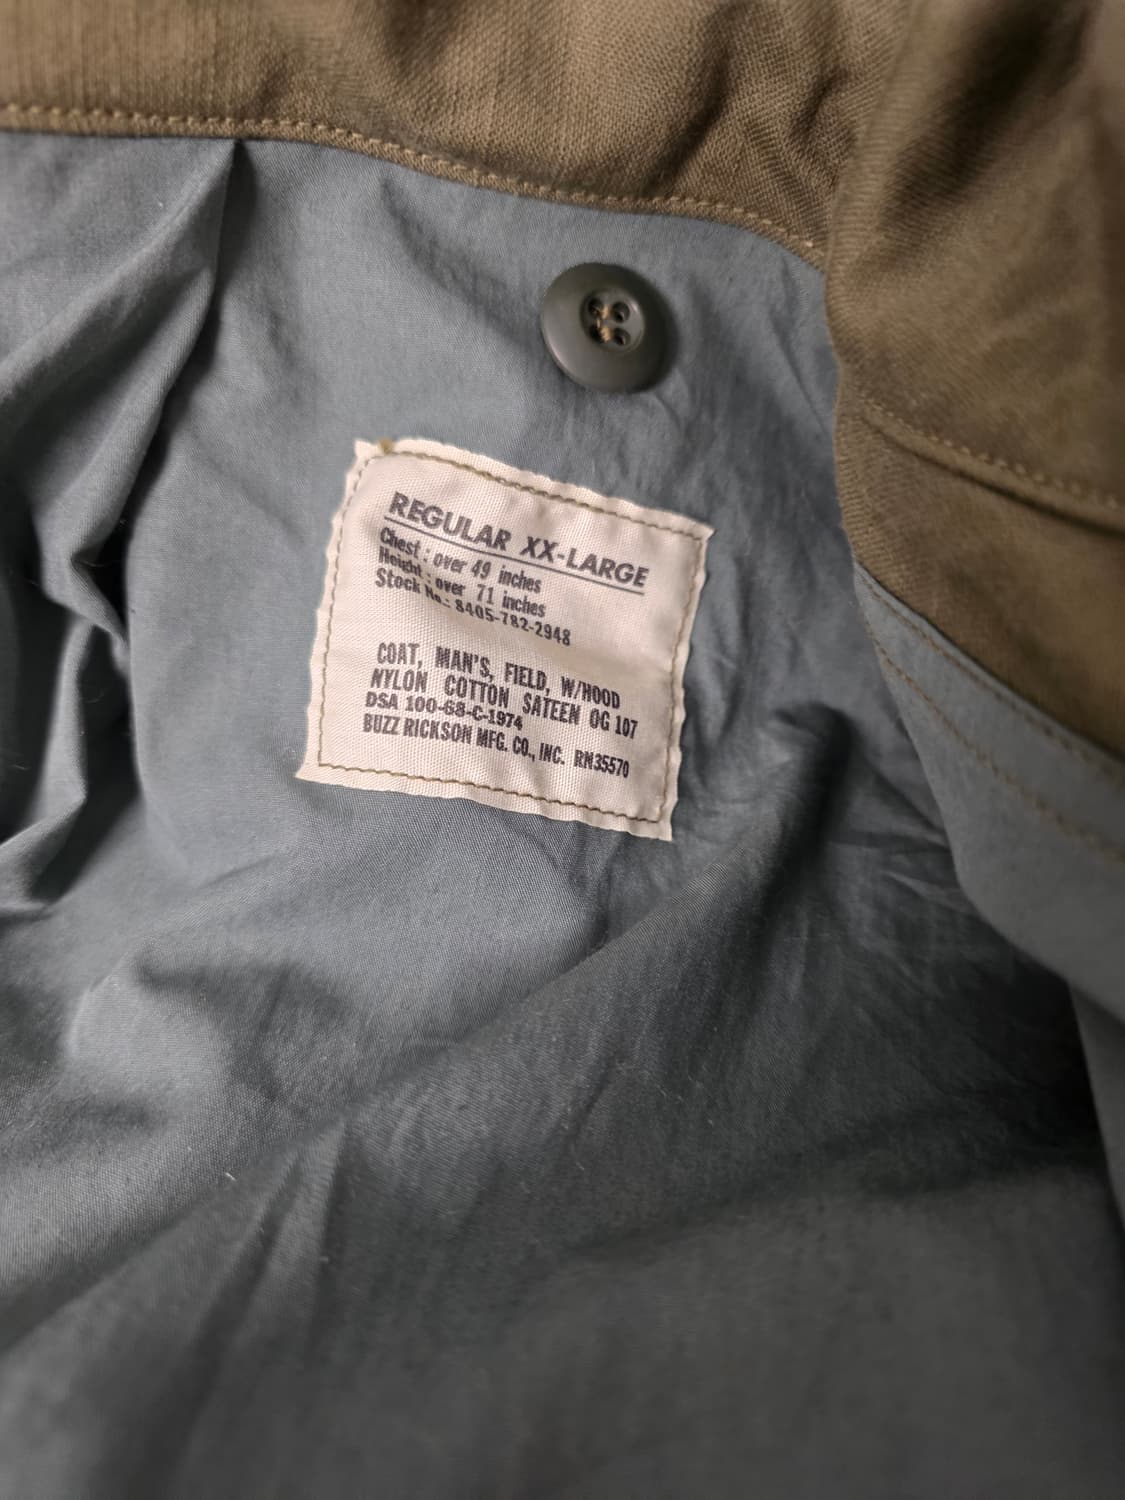 REGULAR XX-LARGE
Chest : over 49 inches
Height : over 71 inches
Stock No.: 8405-782-2948
COAT, MAN'S, FIELD, W/HOOD
NYLON COTTON SATEEN OG 107
DSA 100-68-C-1974
BUZZ RICKSON MFG. CO., INC. RN35570